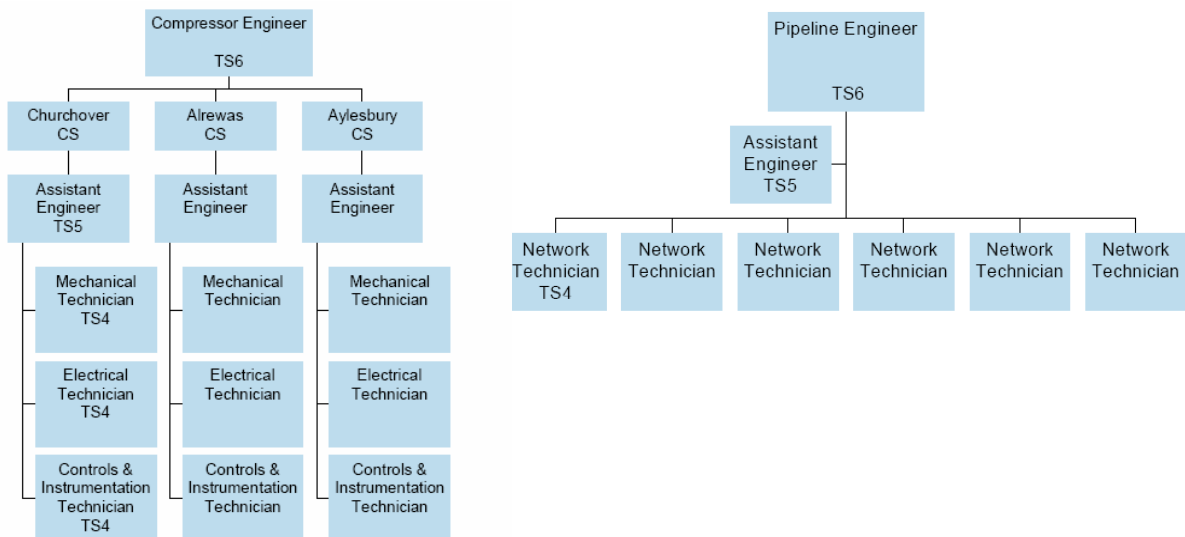 Compressor Engineer
TS6
Churchover
CS
Alrewas
CS
Aylesbury
CS
Assistant
Engineer
TS5
Assistant
Engineer
Assistant
Engineer
Mechanical
Technician
TS4
Mechanical
Technician
Mechanical
Technician
Electrical
Technician
TS4
Electrical
Technician
Electrical
Technician
Controls &
Instrumentation
Technician
TS4
Controls &
Instrumentation
Technician
Controls &
Instrumentation
Technician
Pipeline Engineer
TS6
Assistant
Engineer
TS5
Network
Technician
TS4
Network
Technician
Network
Technician
Network
Technician
Network
Technician
Network
Technician